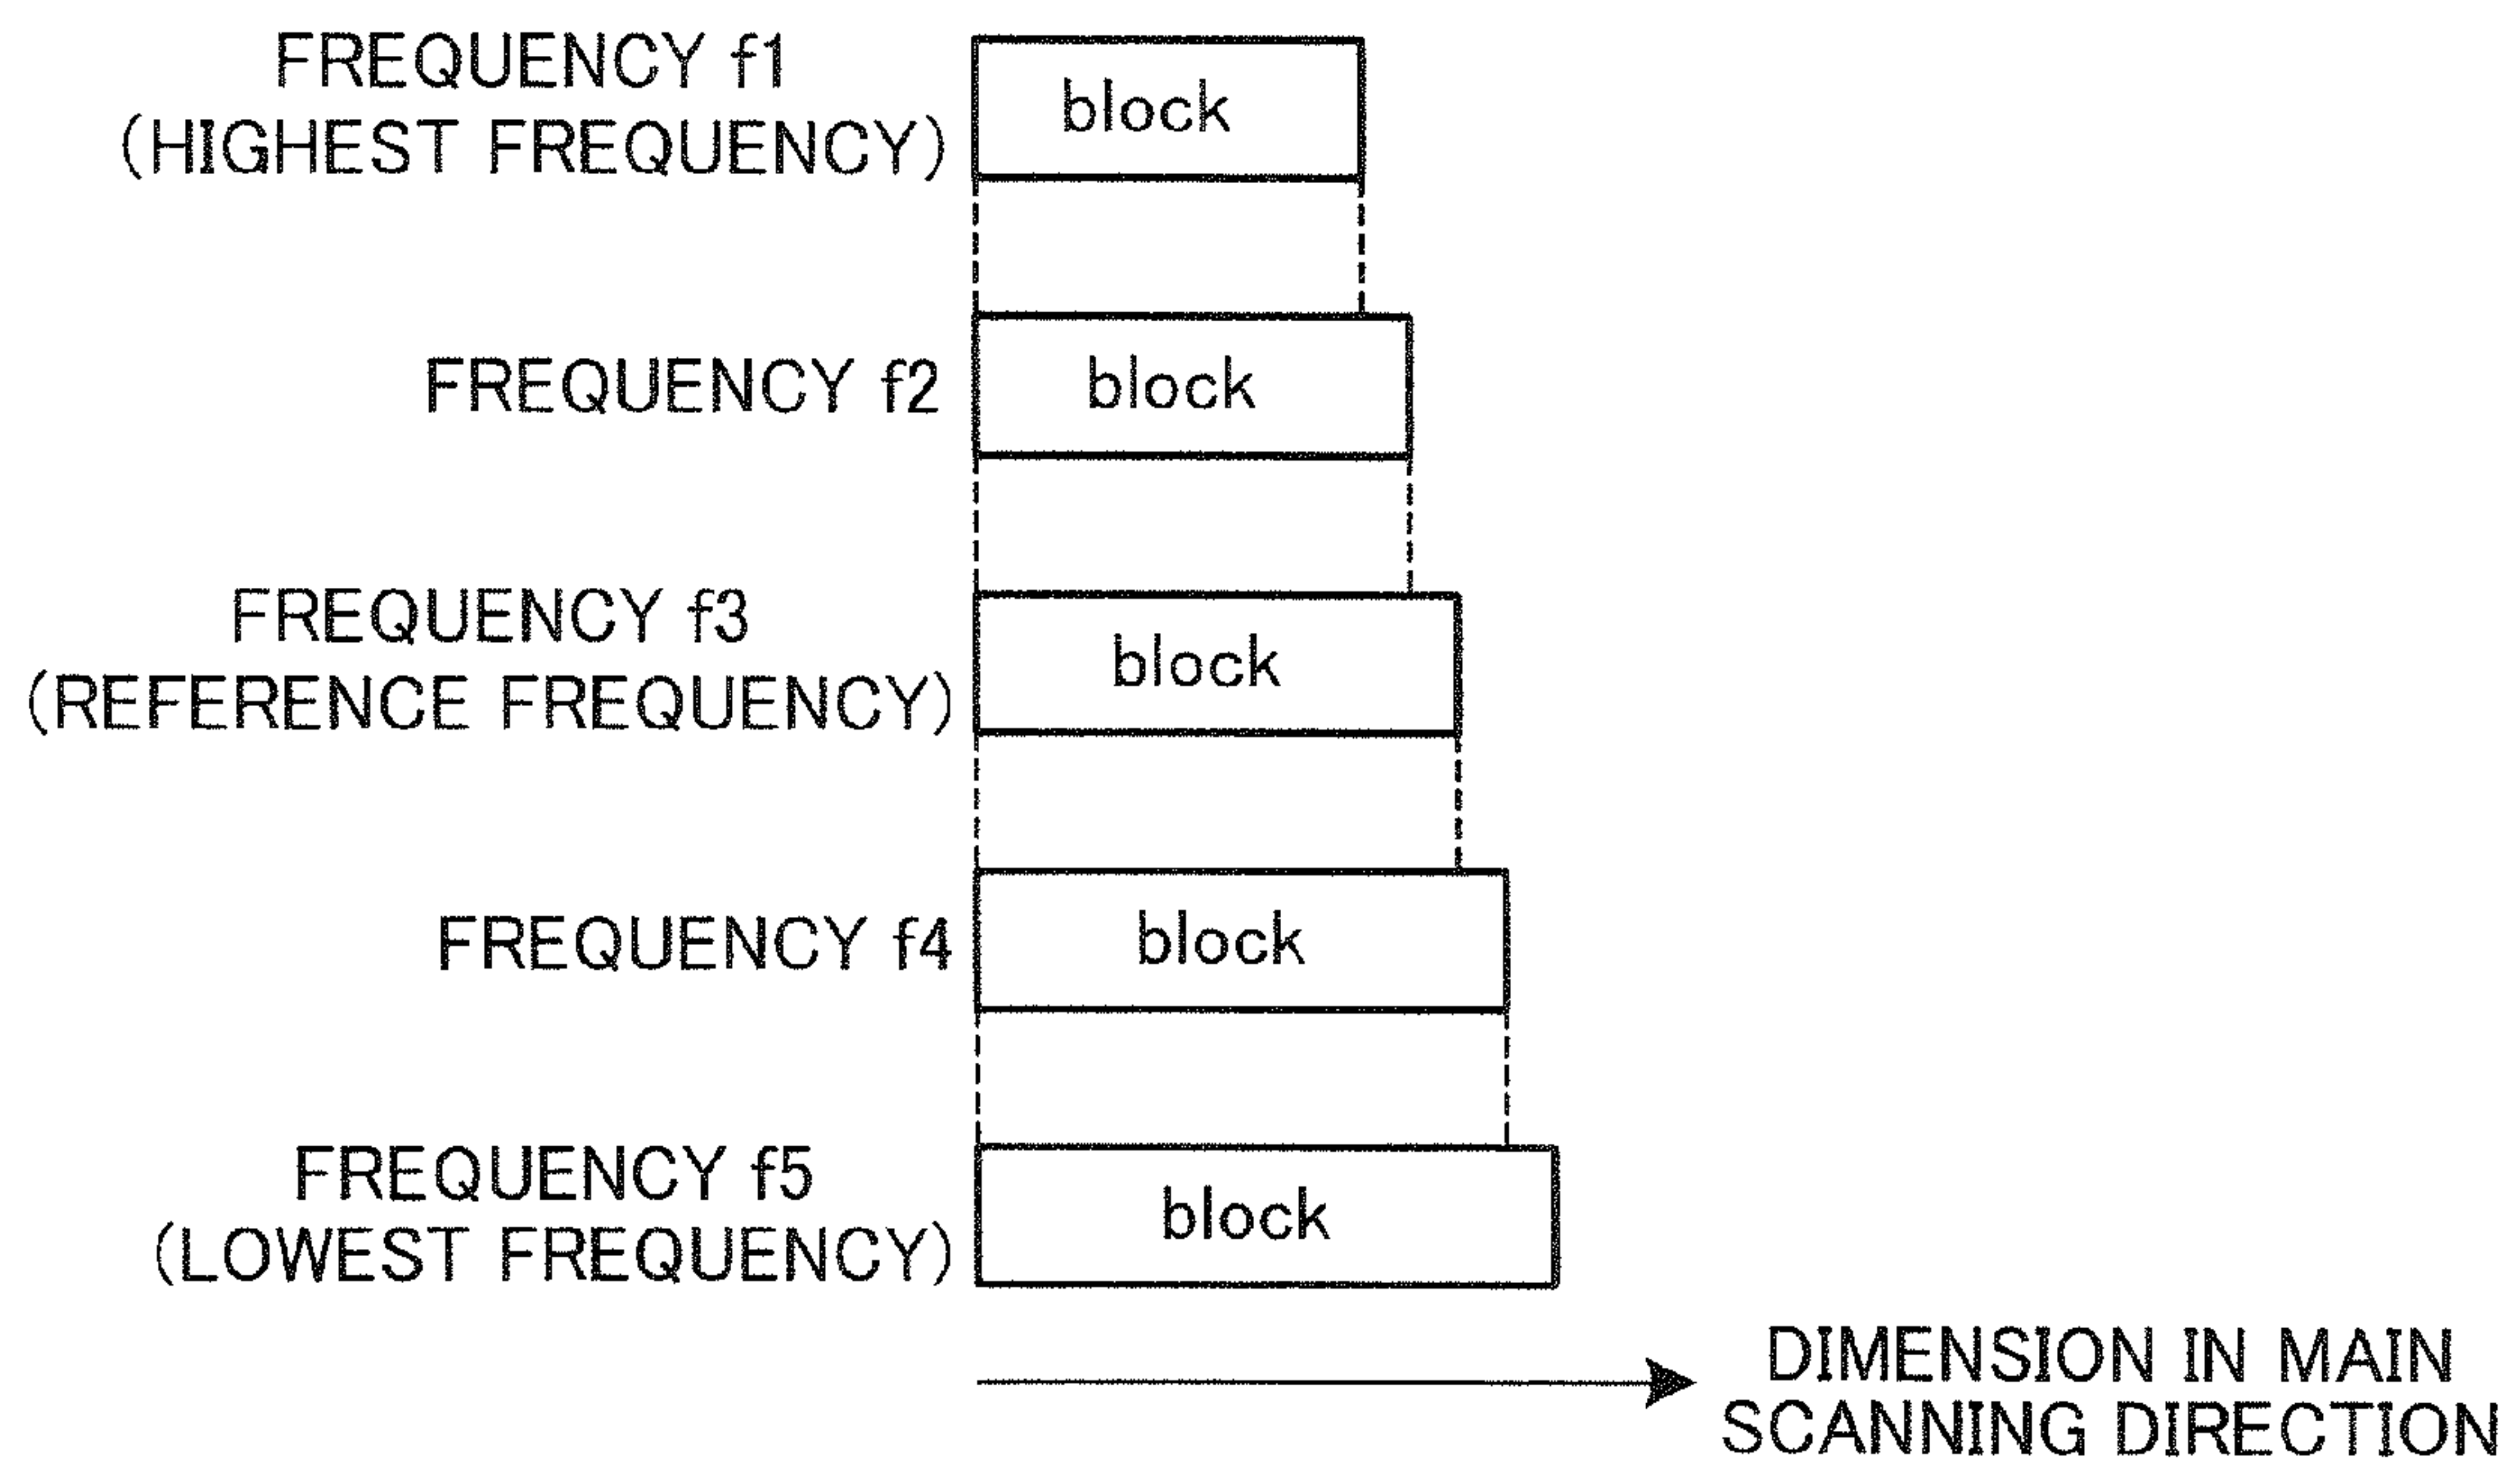 FREQUENCY f1
(HIGHEST FREQUENCY)
block
FREQUENCY f2
block
FREQUENCY f3
(REFERENCE FREQUENCY)
block
FREQUENCY f4
block
FREQUENCY f5
(LOWEST FREQUENCY)
block
DIMENSION IN MAIN
SCANNING DIRECTION